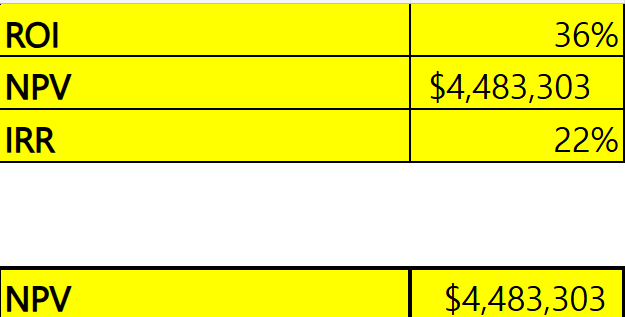 ROI 36%
NPV $4,483,303
IRR 22%
NPV $4,483,303